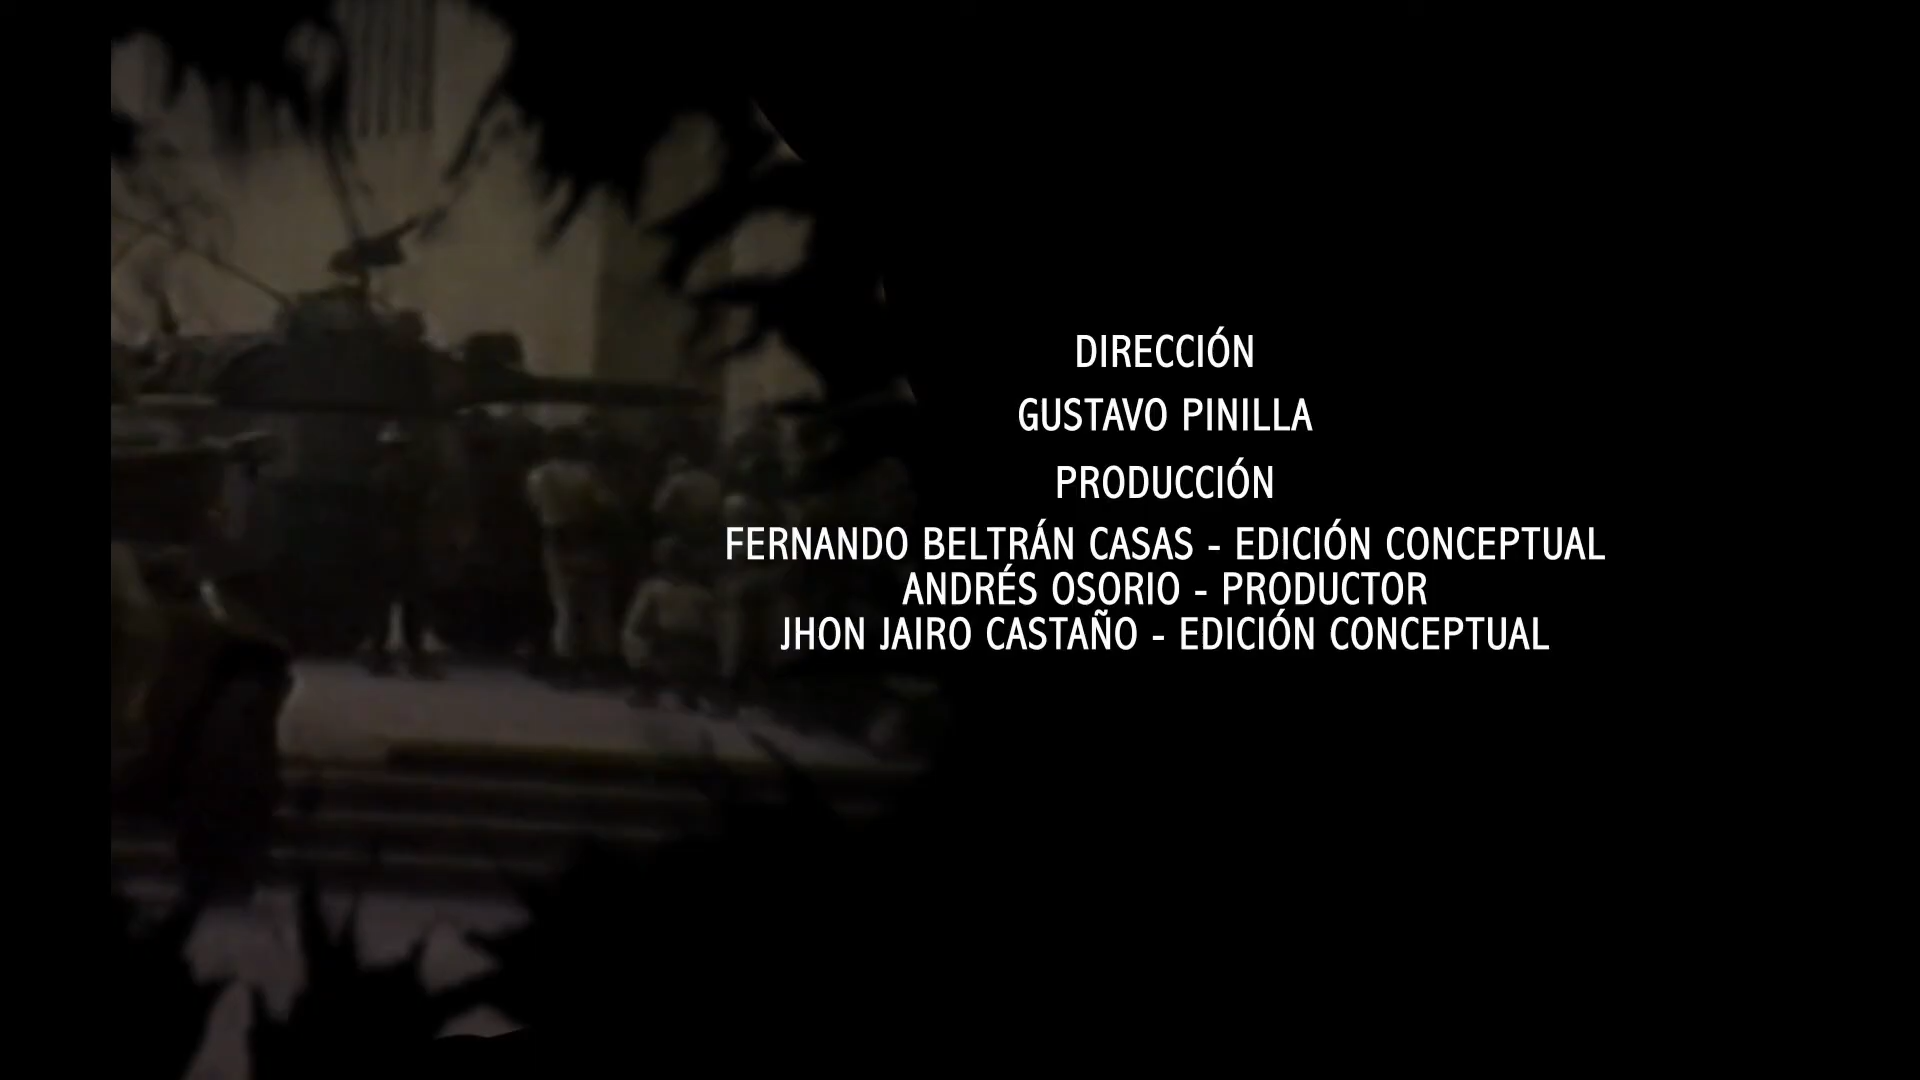 DIRECCIÓN
GUSTAVO PINILLA
PRODUCCIÓN
FERNANDO BELTRÁN CASAS - EDICIÓN CONCEPTUAL
ANDRÉS OSORIO - PRODUCTOR
JHON JAIRO CASTAÑO - EDICIÓN CONCEPTUAL